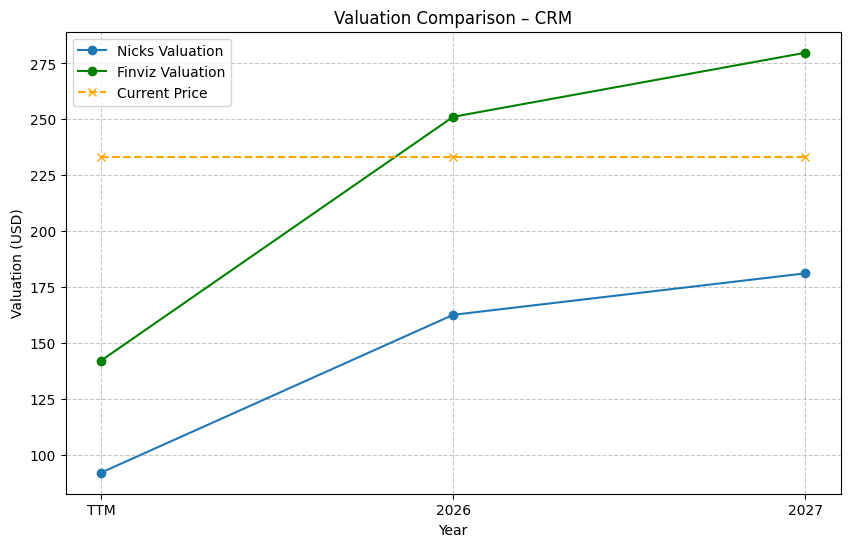 Valuation Comparison – CRM
Nicks Valuation
Finviz Valuation
Current Price
Valuation (USD)
275
250
225
200
175
150
125
100
TTM
2026
2027
Year